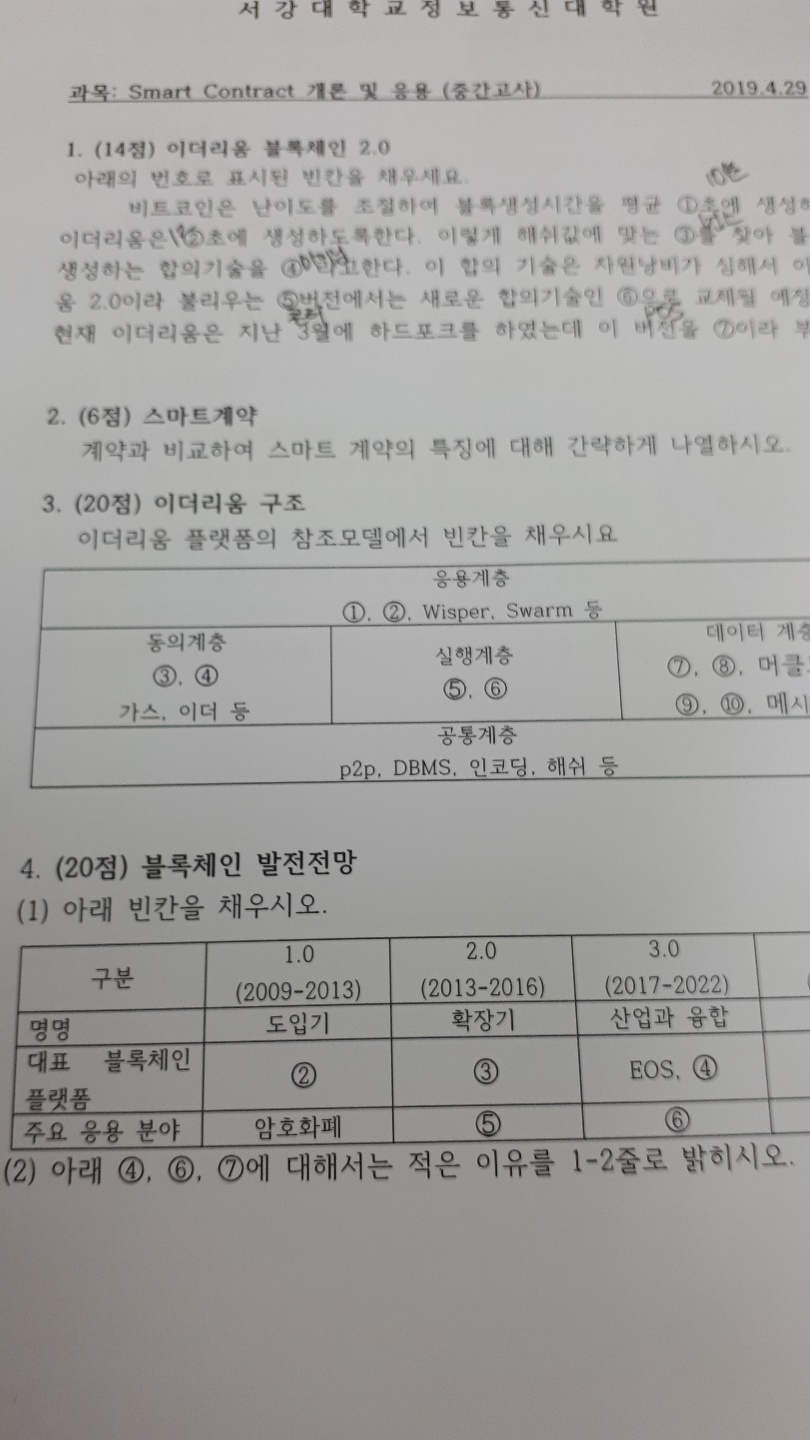 서 강 대 학 교 정 보 통 신 대 학 원
과목: Smart Contract 개론 및 응용 (중간고사) 2019.4.29
1. (14점) 이더리움 블록체인 2.0
아래의 번호로 표시된 빈칸을 채우세요.
10분
비트코인은 난이도를 조절하여 블록생성시간을 평균 ①초에 생성하
이더리움은 ②초에 생성하도록한다. 이렇게 해쉬값에 맞는 ③를 찾아 블
생성하는 합의기술을 ④라고한다. 이 합의 기술은 자원낭비가 심해서 이
움 2.0이라 불리우는 ⑤버전에서는 새로운 합의기술인 ⑥으로 교체될 예정
현재 이더리움은 지난 3월에 하드포크를 하였는데 이 버전을 ⑦이라 부
2. (6점) 스마트계약
계약과 비교하여 스마트 계약의 특징에 대해 간략하게 나열하시오.
3. (20점) 이더리움 구조
이더리움 플랫폼의 참조모델에서 빈칸을 채우시요
응용계층
①, ②, Wisper, Swarm 등
동의계층 실행계층 데이터 계층
③, ④ ⑤, ⑥ ⑦, ⑧, 머클
가스, 이더 등 ⑨, ⑩, 메시
공통계층
p2p, DBMS, 인코딩, 해쉬 등
4. (20점) 블록체인 발전전망
(1) 아래 빈칸을 채우시오.
구분 1.0 2.0 3.0
(2009-2013) (2013-2016) (2017-2022)
명명 도입기 확장기 산업과 융합
대표 블록체인
플랫폼 ② ③ EOS, ④
주요 응용 분야 암호화폐 ⑤ ⑥
(2) 아래 ④, ⑥, ⑦에 대해서는 적은 이유를 1-2줄로 밝히시오.